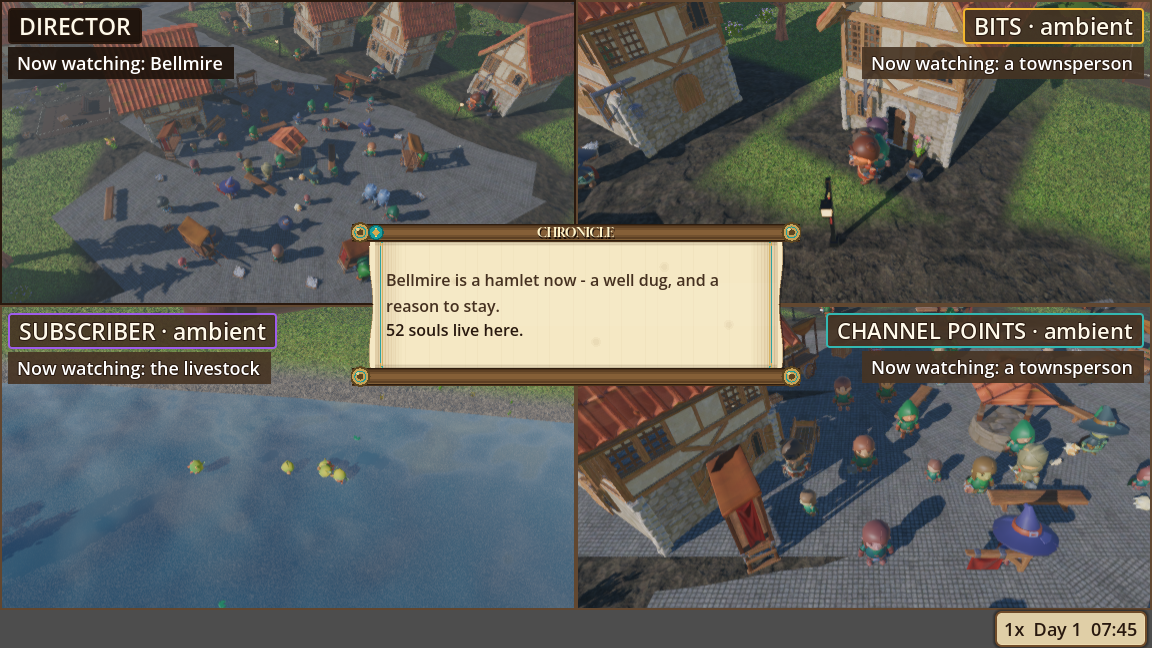 DIRECTOR
Now watching: Bellmire
BITS · ambient
Now watching: a townsperson
CHRONICLE
Bellmire is a hamlet now - a well dug, and a
reason to stay.
52 souls live here.
SUBSCRIBER · ambient
Now watching: the livestock
CHANNEL POINTS · ambient
Now watching: a townsperson
1x Day 1 07:45